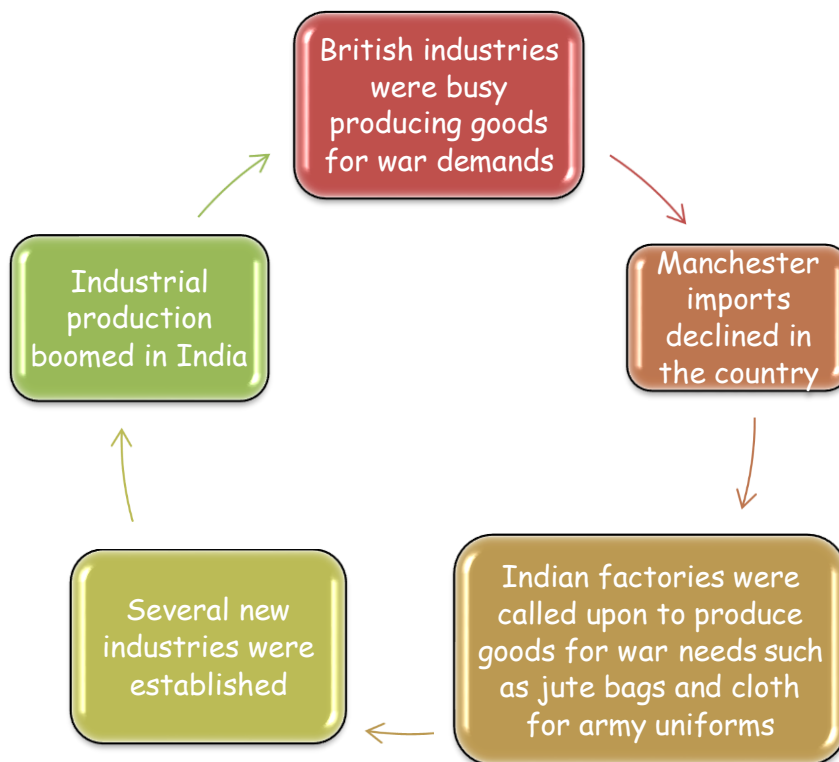 British industries
were busy
producing goods
for war demands
Manchester
imports
declined in
the country
Indian factories were
called upon to produce
goods for war needs such
as jute bags and cloth
for army uniforms
Several new
industries were
established
Industrial
production
boomed in India